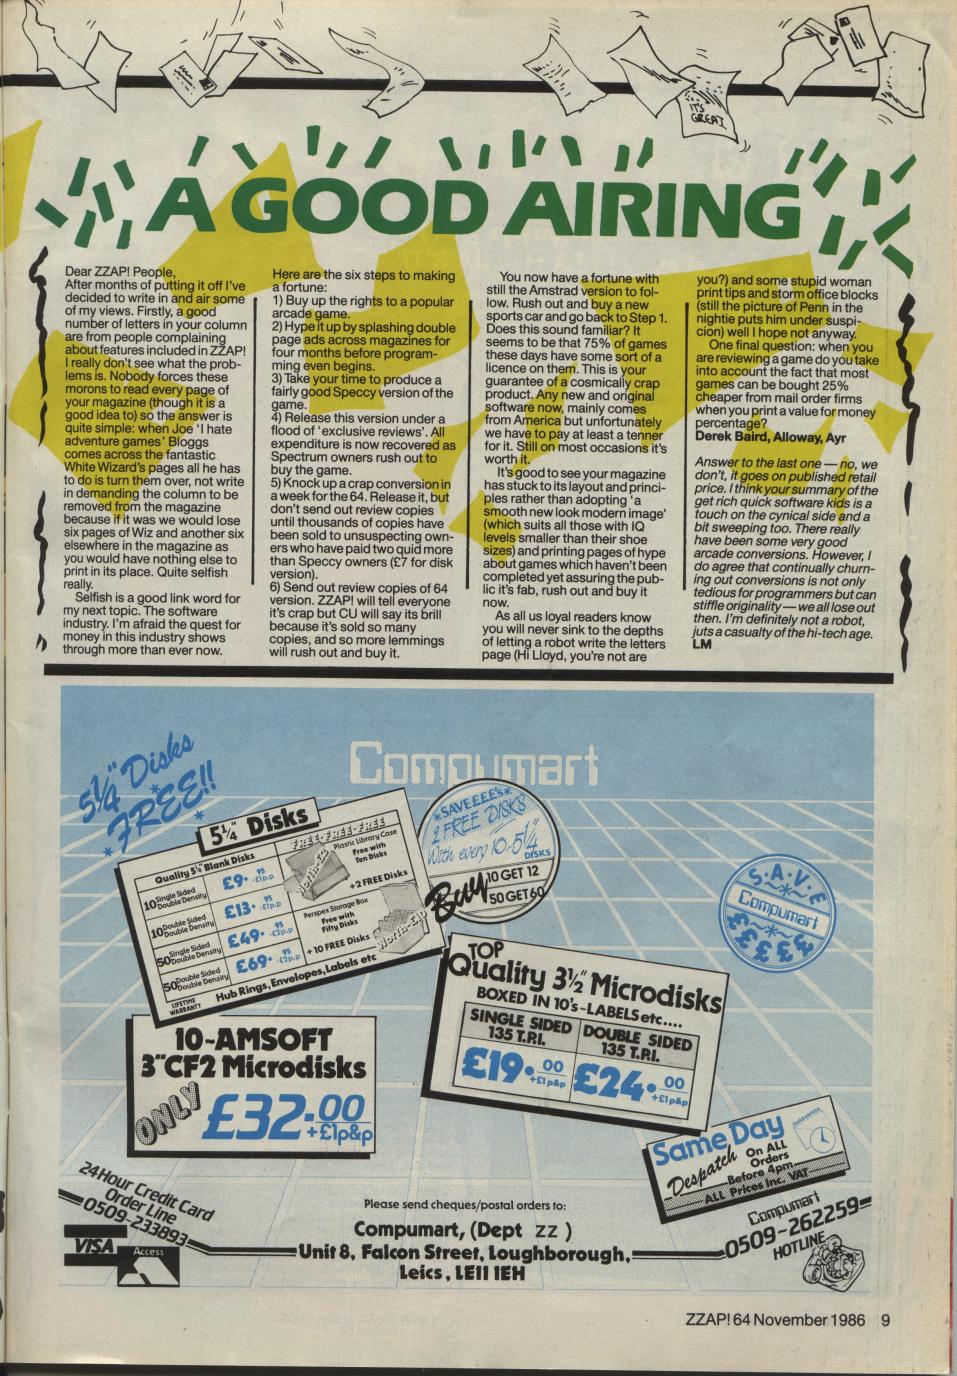 IT'S
GREAT
A GOOD AIRING
Dear ZZAP! People,
After months of putting it off I've
decided to write in and air some
of my views. Firstly, a good
number of letters in your column
are from people complaining
about features included in ZZAP!
I really don't see what the prob-
lems is. Nobody forces these
morons to read every page of
your magazine (though it is a
good idea to) so the answer is
quite simple: when Joe 'I hate
adventure games' Bloggs
comes across the fantastic
White Wizard's pages all he has
to do is turn them over, not write
in demanding the column to be
removed from the magazine
because if it was we would lose
six pages of Wiz and another six
elsewhere in the magazine as
you would have nothing else to
print in its place. Quite selfish
really.
Selfish is a good link word for
my next topic. The software
industry. I'm afraid the quest for
money in this industry shows
through more than ever now.
Here are the six steps to making
a fortune:
1) Buy up the rights to a popular
arcade game.
2) Hype it up by splashing double
page ads across magazines for
four months before program-
ming even begins.
3) Take your time to produce a
fairly good Speccy version of the
game.
4) Release this version under a
flood of 'exclusive reviews'. All
expenditure is now recovered as
Spectrum owners rush out to
buy the game.
5) Knock up a crap conversion in
a week for the 64. Release it, but
don't send out review copies
until thousands of copies have
been sold to unsuspecting own-
ers who have paid two quid more
than Speccy owners (£7 for disk
version).
6) Send out review copies of 64
version. ZZAP! will tell everyone
it's crap but CU will say its brill
because it's sold so many
copies, and so more lemmings
will rush out and buy it.
You now have a fortune with
still the Amstrad version to fol-
low. Rush out and buy a new
sports car and go back to Step 1.
Does this sound familiar? It
seems to be that 75% of games
these days have some sort of a
licence on them. This is your
guarantee of a cosmically crap
product. Any new and original
software now, mainly comes
from America but unfortunately
we have to pay at least a tenner
for it. Still on most occasions it's
worth it.
It's good to see your magazine
has stuck to its layout and princi-
ples rather than adopting 'a
smooth new look modern image'
(which suits all those with IQ
levels smaller than their shoe
sizes) and printing pages of hype
about games which haven't been
completed yet assuring the pub-
lic it's fab, rush out and buy it
now.
As all us loyal readers know
you will never sink to the depths
of letting a robot write the letters
page (Hi Lloyd, you're not are
you?) and some stupid woman
print tips and storm office blocks
(still the picture of Penn in the
nightie puts him under suspi-
cion) well I hope not anyway.
One final question: when you
are reviewing a game do you take
into account the fact that most
games can be bought 25%
cheaper from mail order firms
when you print a value for money
percentage?
Derek Baird, Alloway, Ayr
Answer to the last one — no, we
don't, it goes on published retail
price. I think your summary of the
get rich quick software kids is a
touch on the cynical side and a
bit sweeping too. There really
have been some very good
arcade conversions. However, I
do agree that continually churn-
ing out conversions is not only
tedious for programmers but can
stiffle originality — we all lose out
then. I'm definitely not a robot,
juts a casualty of the hi-tech age.
LM
Compumart
5¼" Disks
* FREE!! *
5¼" Disks
Quality 5¼" Blank Disks
10 Single Sided Double Density £9.95 +£1p.p
10 Double Sided Double Density £13.95 +£1p.p
50 Single Sided Double Density £49.95 +£2p.p
50 Double Sided Double Density £69.95 +£2p.p
FREE-FREE-FREE
Plastic Library Case
Free with
Ten Disks
+2 FREE Disks
Perspex Storage Box
Free with
Fifty Disks
+10 FREE Disks
LIFETIME
WARRANTY
Hub Rings, Envelopes, Labels etc
*SAVE££££'s*
2 FREE DISKS
With every 10-5¼"
DISKS
Buy 10 GET 12
50 GET 60
S·A·V·E
Compumart
£££££
TOP
Quality 3½" Microdisks
BOXED IN 10's ~ LABELS etc....
SINGLE SIDED
135 T.P.I.
DOUBLE SIDED
135 T.P.I.
£19.00
+£1p&p
£24.00
+£1p&p
10~AMSOFT
3"CF2 Microdisks
ONLY
£32.00
+£1p&p
Same Day
Despatch On ALL
Orders
Before 4pm
ALL Prices Inc. VAT
24 Hour Credit Card
Order Line
0509-233893
VISA
Access
Please send cheques/postal orders to:
Compumart, (Dept ZZ )
Unit 8, Falcon Street, Loughborough,
Leics, LE11 1EH
Compumart
0509-262259
HOTLINE
ZZAP! 64 November 1986 9